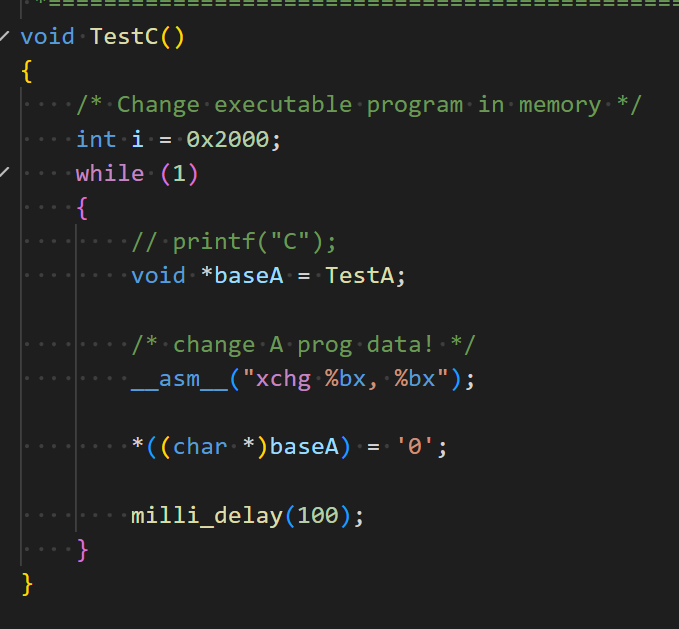 *==================================================
void TestC()
{
    /* Change executable program in memory */
    int i = 0x2000;
    while (1)
    {
        // printf("C");
        void *baseA = TestA;

        /* change A prog data! */
        __asm__("xchg %bx, %bx");

        *((char *)baseA) = '0';

        milli_delay(100);
    }
}